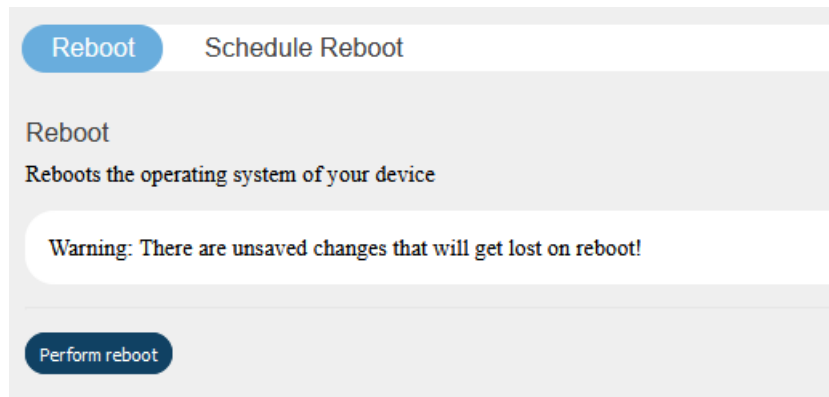 Reboot Schedule Reboot
Reboot
Reboots the operating system of your device
Warning: There are unsaved changes that will get lost on reboot!
Perform reboot